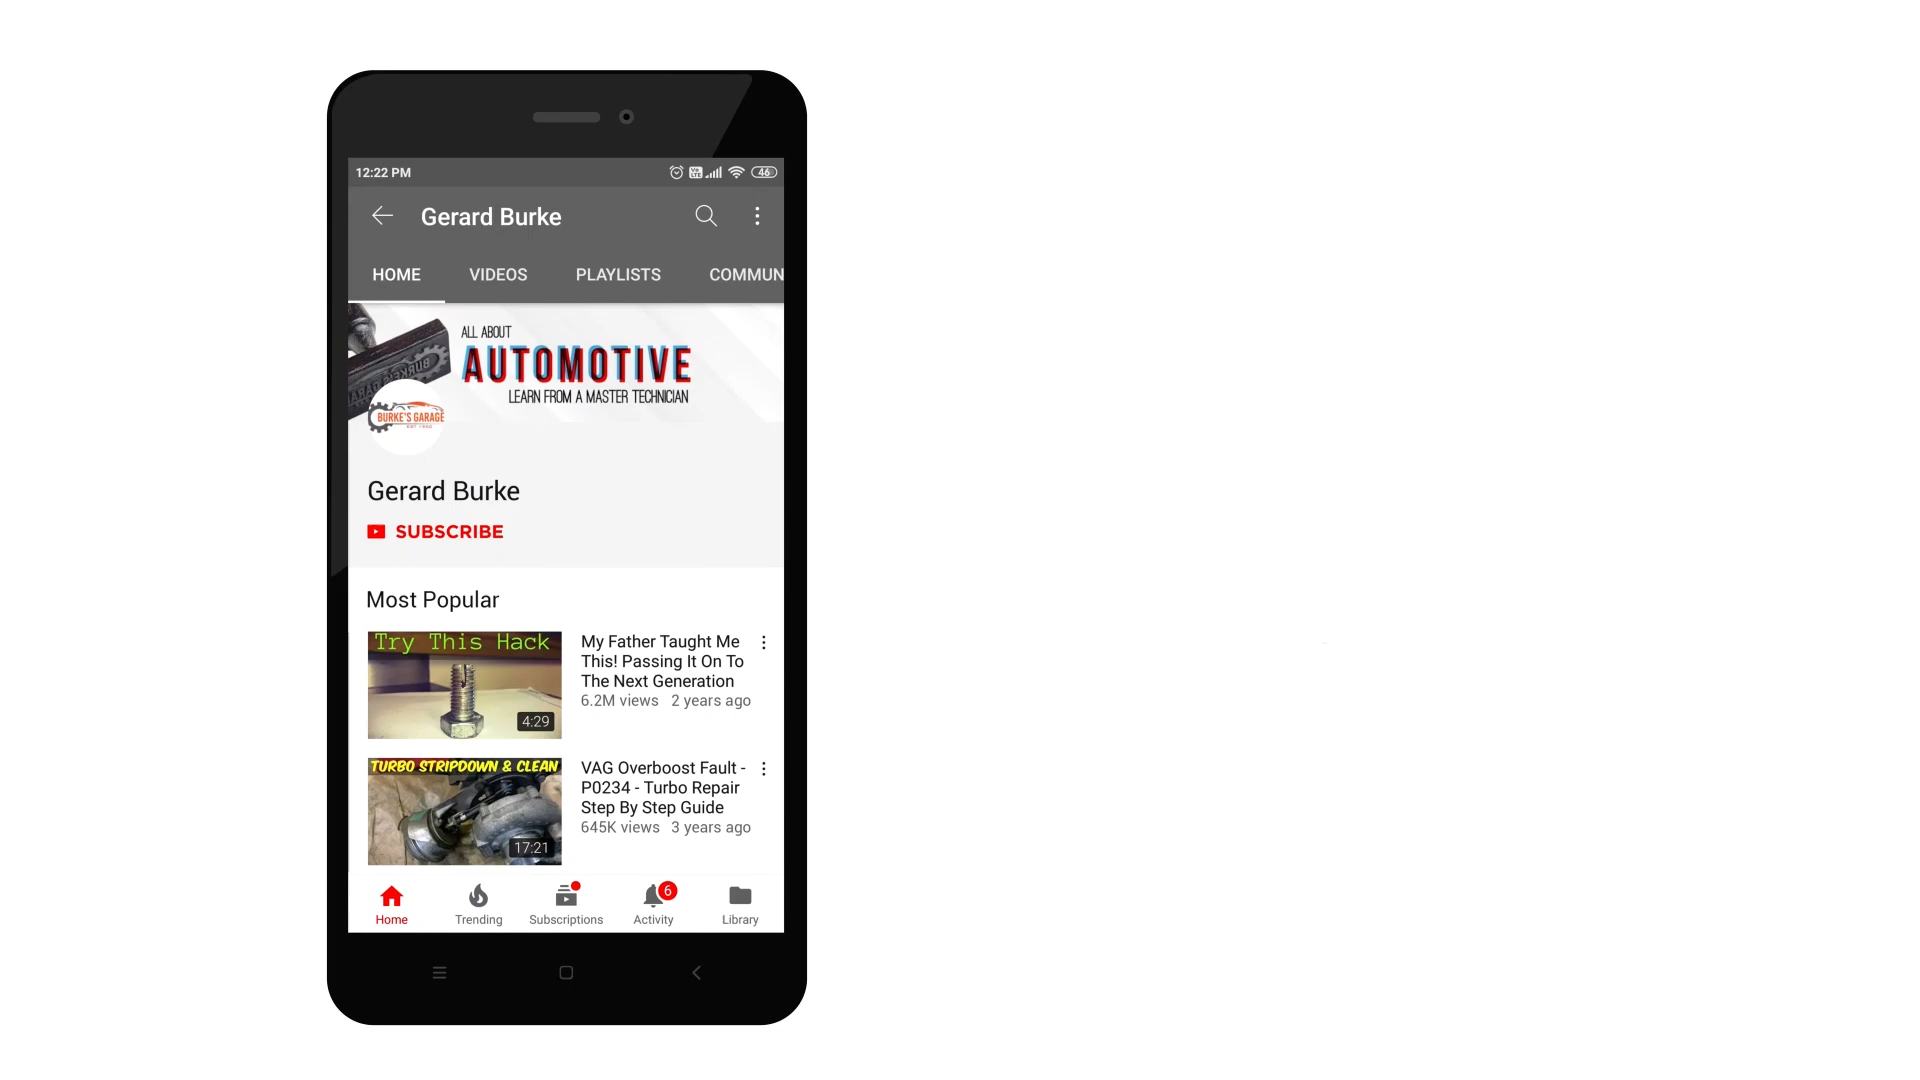 12:22 PM
46
Gerard Burke
HOME VIDEOS PLAYLISTS COMMUN
ALL ABOUT
AUTOMOTIVE
LEARN FROM A MASTER TECHNICIAN
BURKE'S GARAGE
Gerard Burke
SUBSCRIBE
Most Popular
Try This Hack
4:29
My Father Taught Me
This! Passing It On To
The Next Generation
6.2M views 2 years ago
TURBO STRIPDOWN & CLEAN
17:21
VAG Overboost Fault -
P0234 - Turbo Repair
Step By Step Guide
645K views 3 years ago
6
Home Trending Subscriptions Activity Library